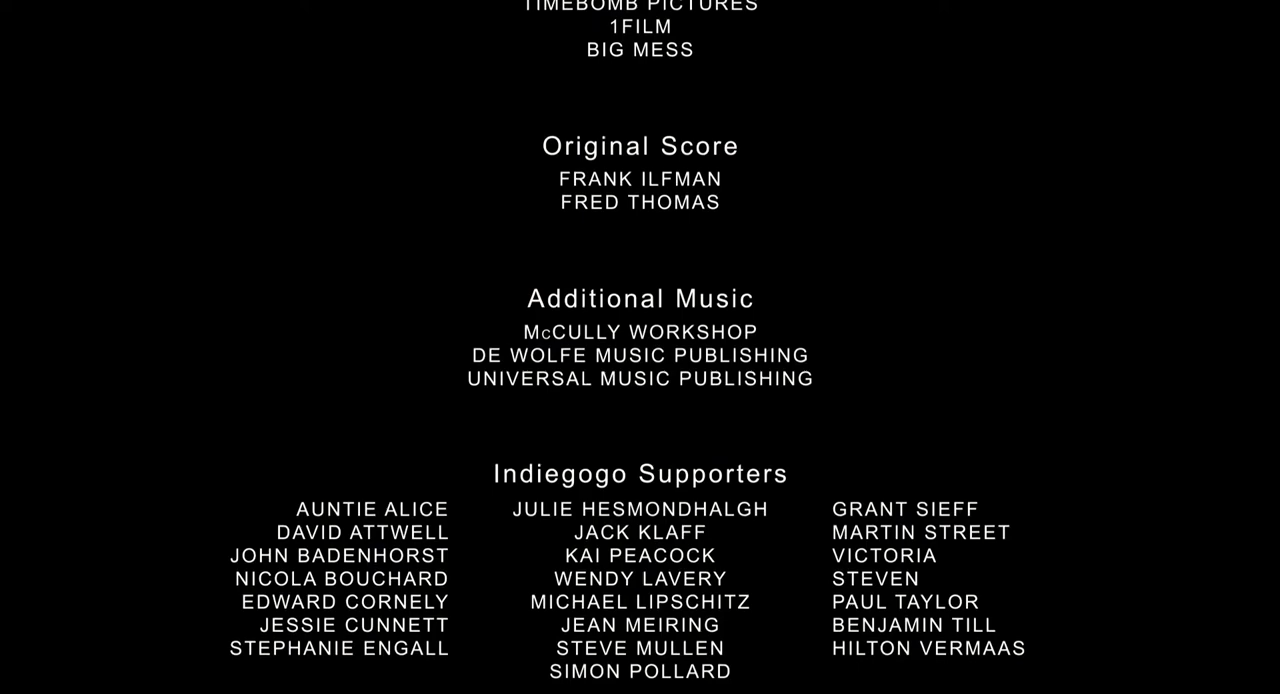 TIMEBOMB PICTURES
1FILM
BIG MESS
Original Score
FRANK ILFMAN
FRED THOMAS
Additional Music
McCULLY WORKSHOP
DE WOLFE MUSIC PUBLISHING
UNIVERSAL MUSIC PUBLISHING
Indiegogo Supporters
AUNTIE ALICE
DAVID ATTWELL
JOHN BADENHORST
NICOLA BOUCHARD
EDWARD CORNELY
JESSIE CUNNETT
STEPHANIE ENGALL
JULIE HESMONDHALGH
JACK KLAFF
KAI PEACOCK
WENDY LAVERY
MICHAEL LIPSCHITZ
JEAN MEIRING
STEVE MULLEN
SIMON POLLARD
GRANT SIEFF
MARTIN STREET
VICTORIA
STEVEN
PAUL TAYLOR
BENJAMIN TILL
HILTON VERMAAS